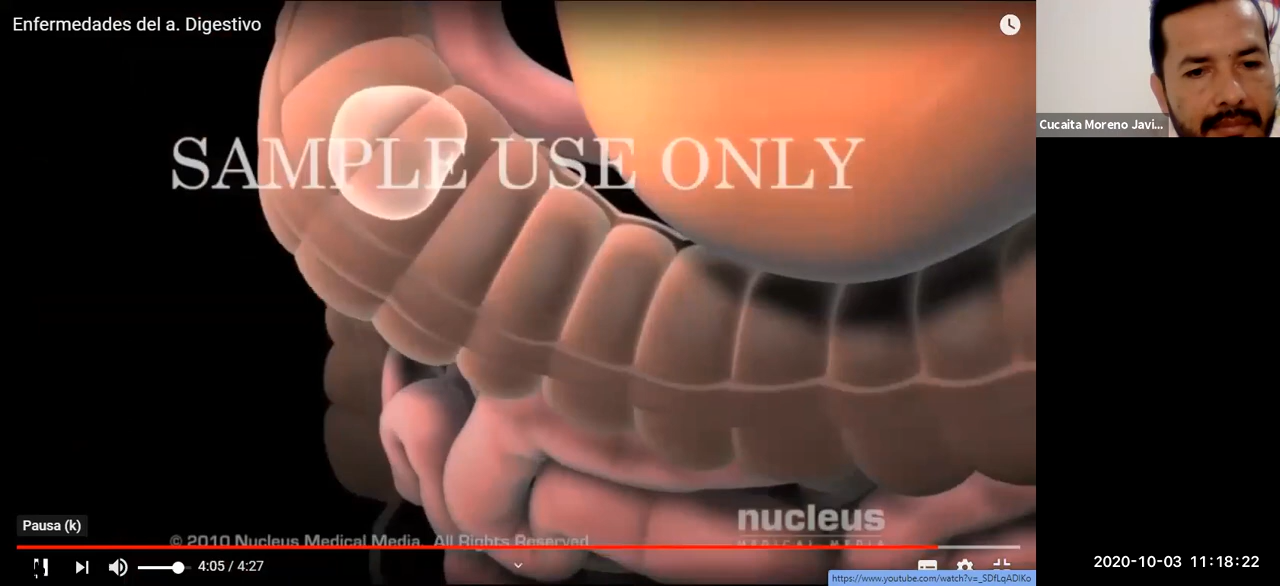 Enfermedades del a. Digestivo
Cucaita Moreno Javi...
SAMPLE USE ONLY
Pausa (k)
nucleus
MEDICAL MEDIA
© 2010 Nucleus Medical Media. All Rights Reserved
4:05 / 4:27
2020-10-03 11:18:22
https://www.youtube.com/watch?v=_SDfLqADIKo